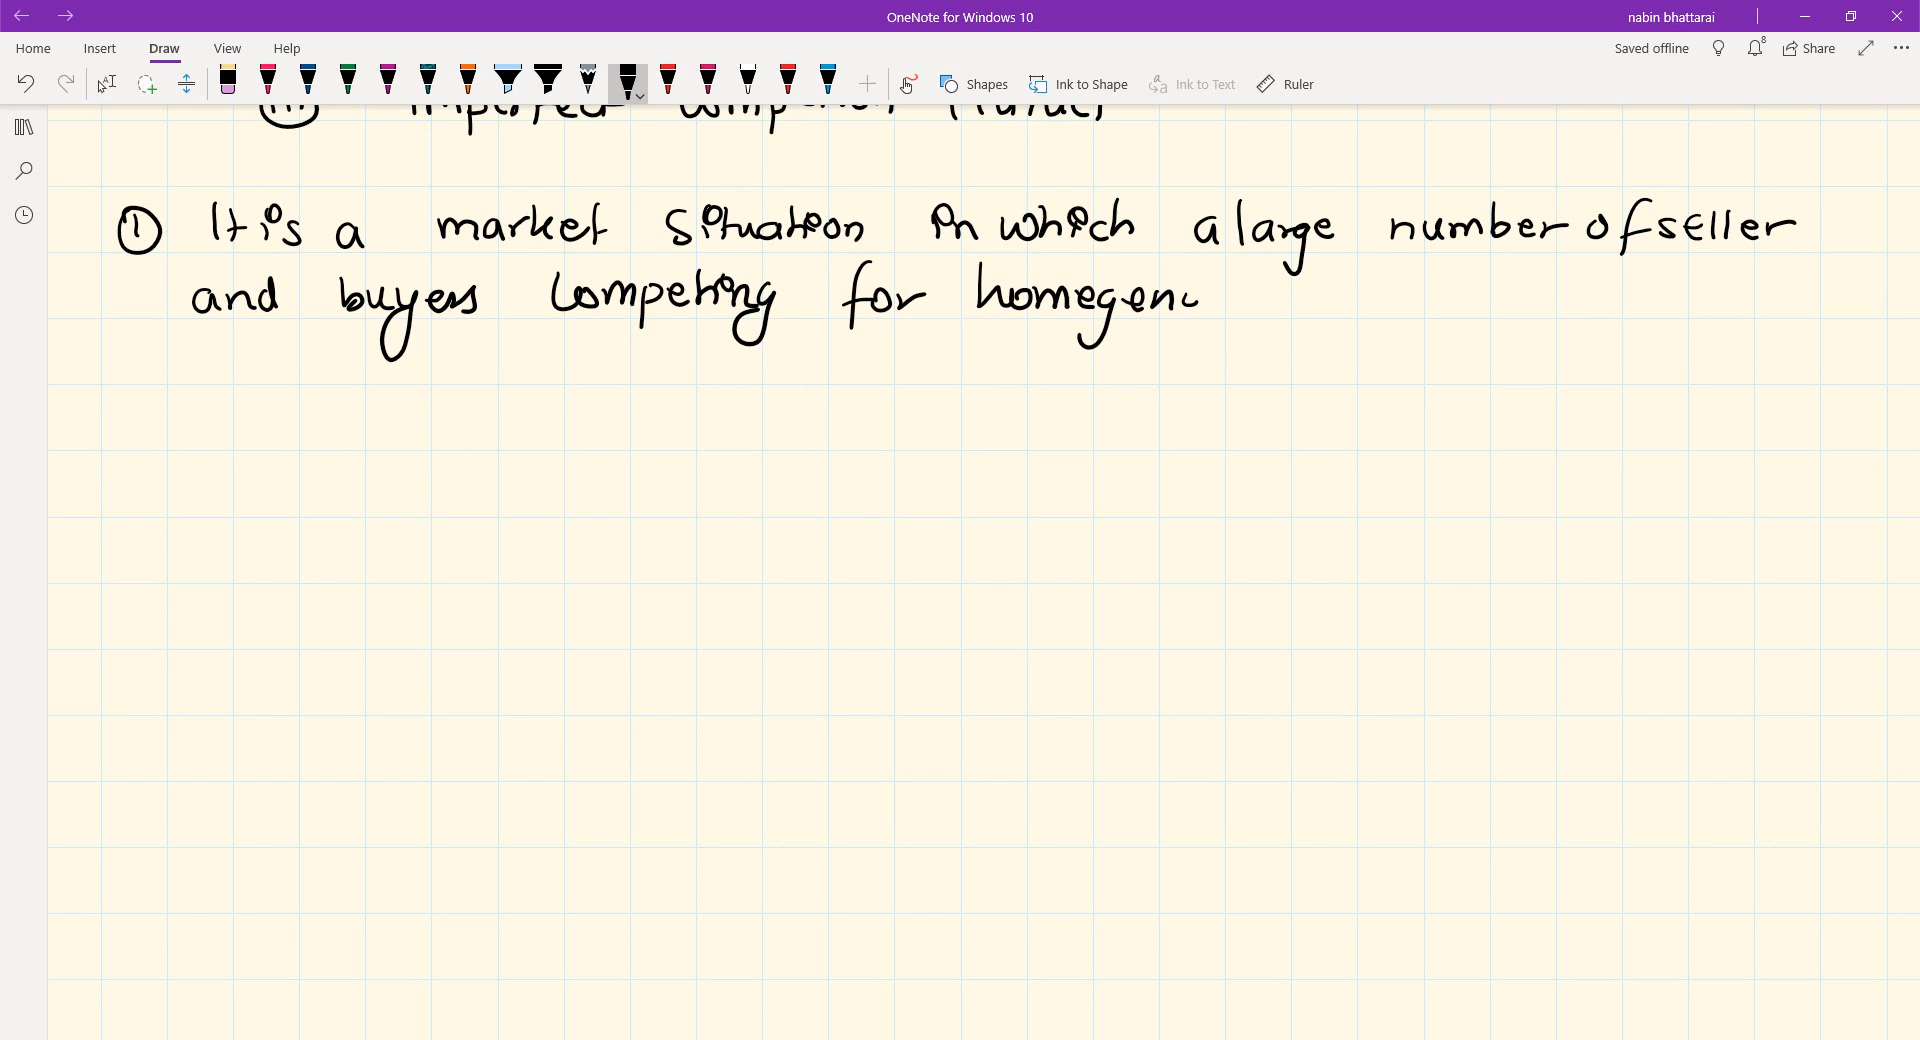 OneNote for Windows 10
nabin bhattarai
Home Insert Draw View Help
Saved offline
8
Share
Shapes
Ink to Shape
Ink to Text
Ruler
① It is a market situation in which a large number of seller
and buyers competing for homegenc